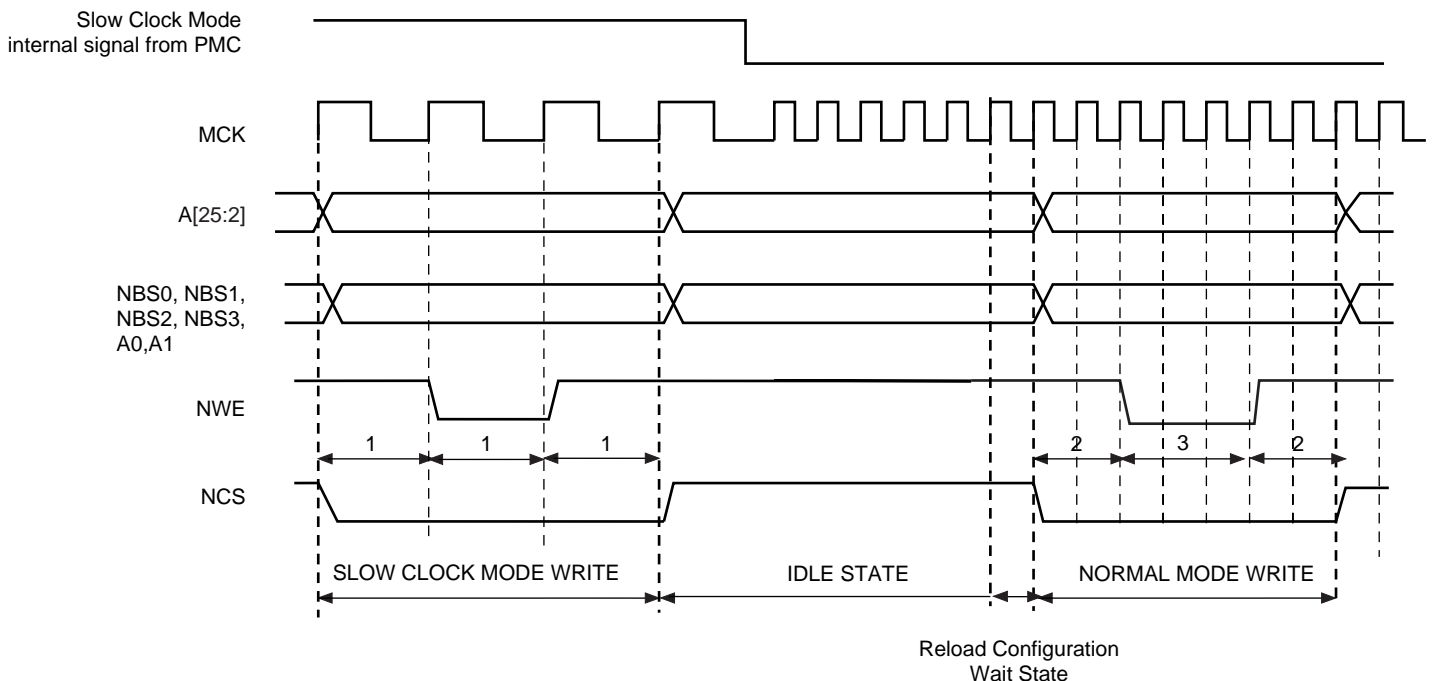 Slow Clock Mode
internal signal from PMC
MCK
A[25:2]
NBS0, NBS1,
NBS2, NBS3,
A0,A1
NWE
1 1 1 2 3 2
NCS
SLOW CLOCK MODE WRITE IDLE STATE NORMAL MODE WRITE
Reload Configuration
Wait State